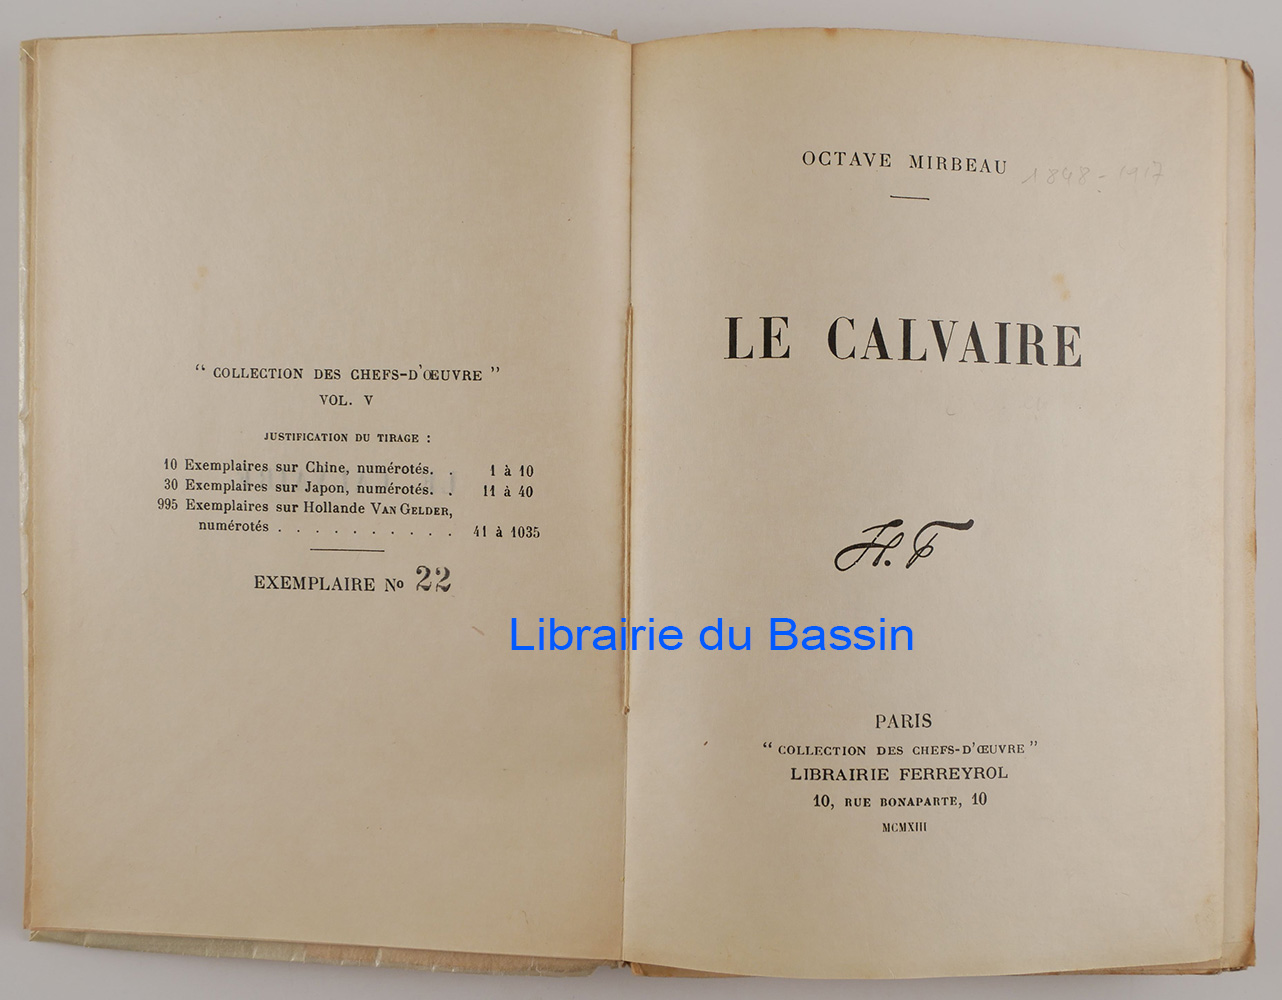 “ COLLECTION DES CHEFS-D'ŒUVRE ”
VOL. V
JUSTIFICATION DU TIRAGE :
10 Exemplaires sur Chine, numérotés. . 1 à 10
30 Exemplaires sur Japon, numérotés. . 11 à 40
995 Exemplaires sur Hollande VAN GELDER,
numérotés . . . . . . . . . . 41 à 1035
EXEMPLAIRE No 22
OCTAVE MIRBEAU 1848-1917
LE CALVAIRE
H. F
Librairie du Bassin
PARIS
“ COLLECTION DES CHEFS-D'ŒUVRE ”
LIBRAIRIE FERREYROL
10, RUE BONAPARTE, 10
MCMXIII